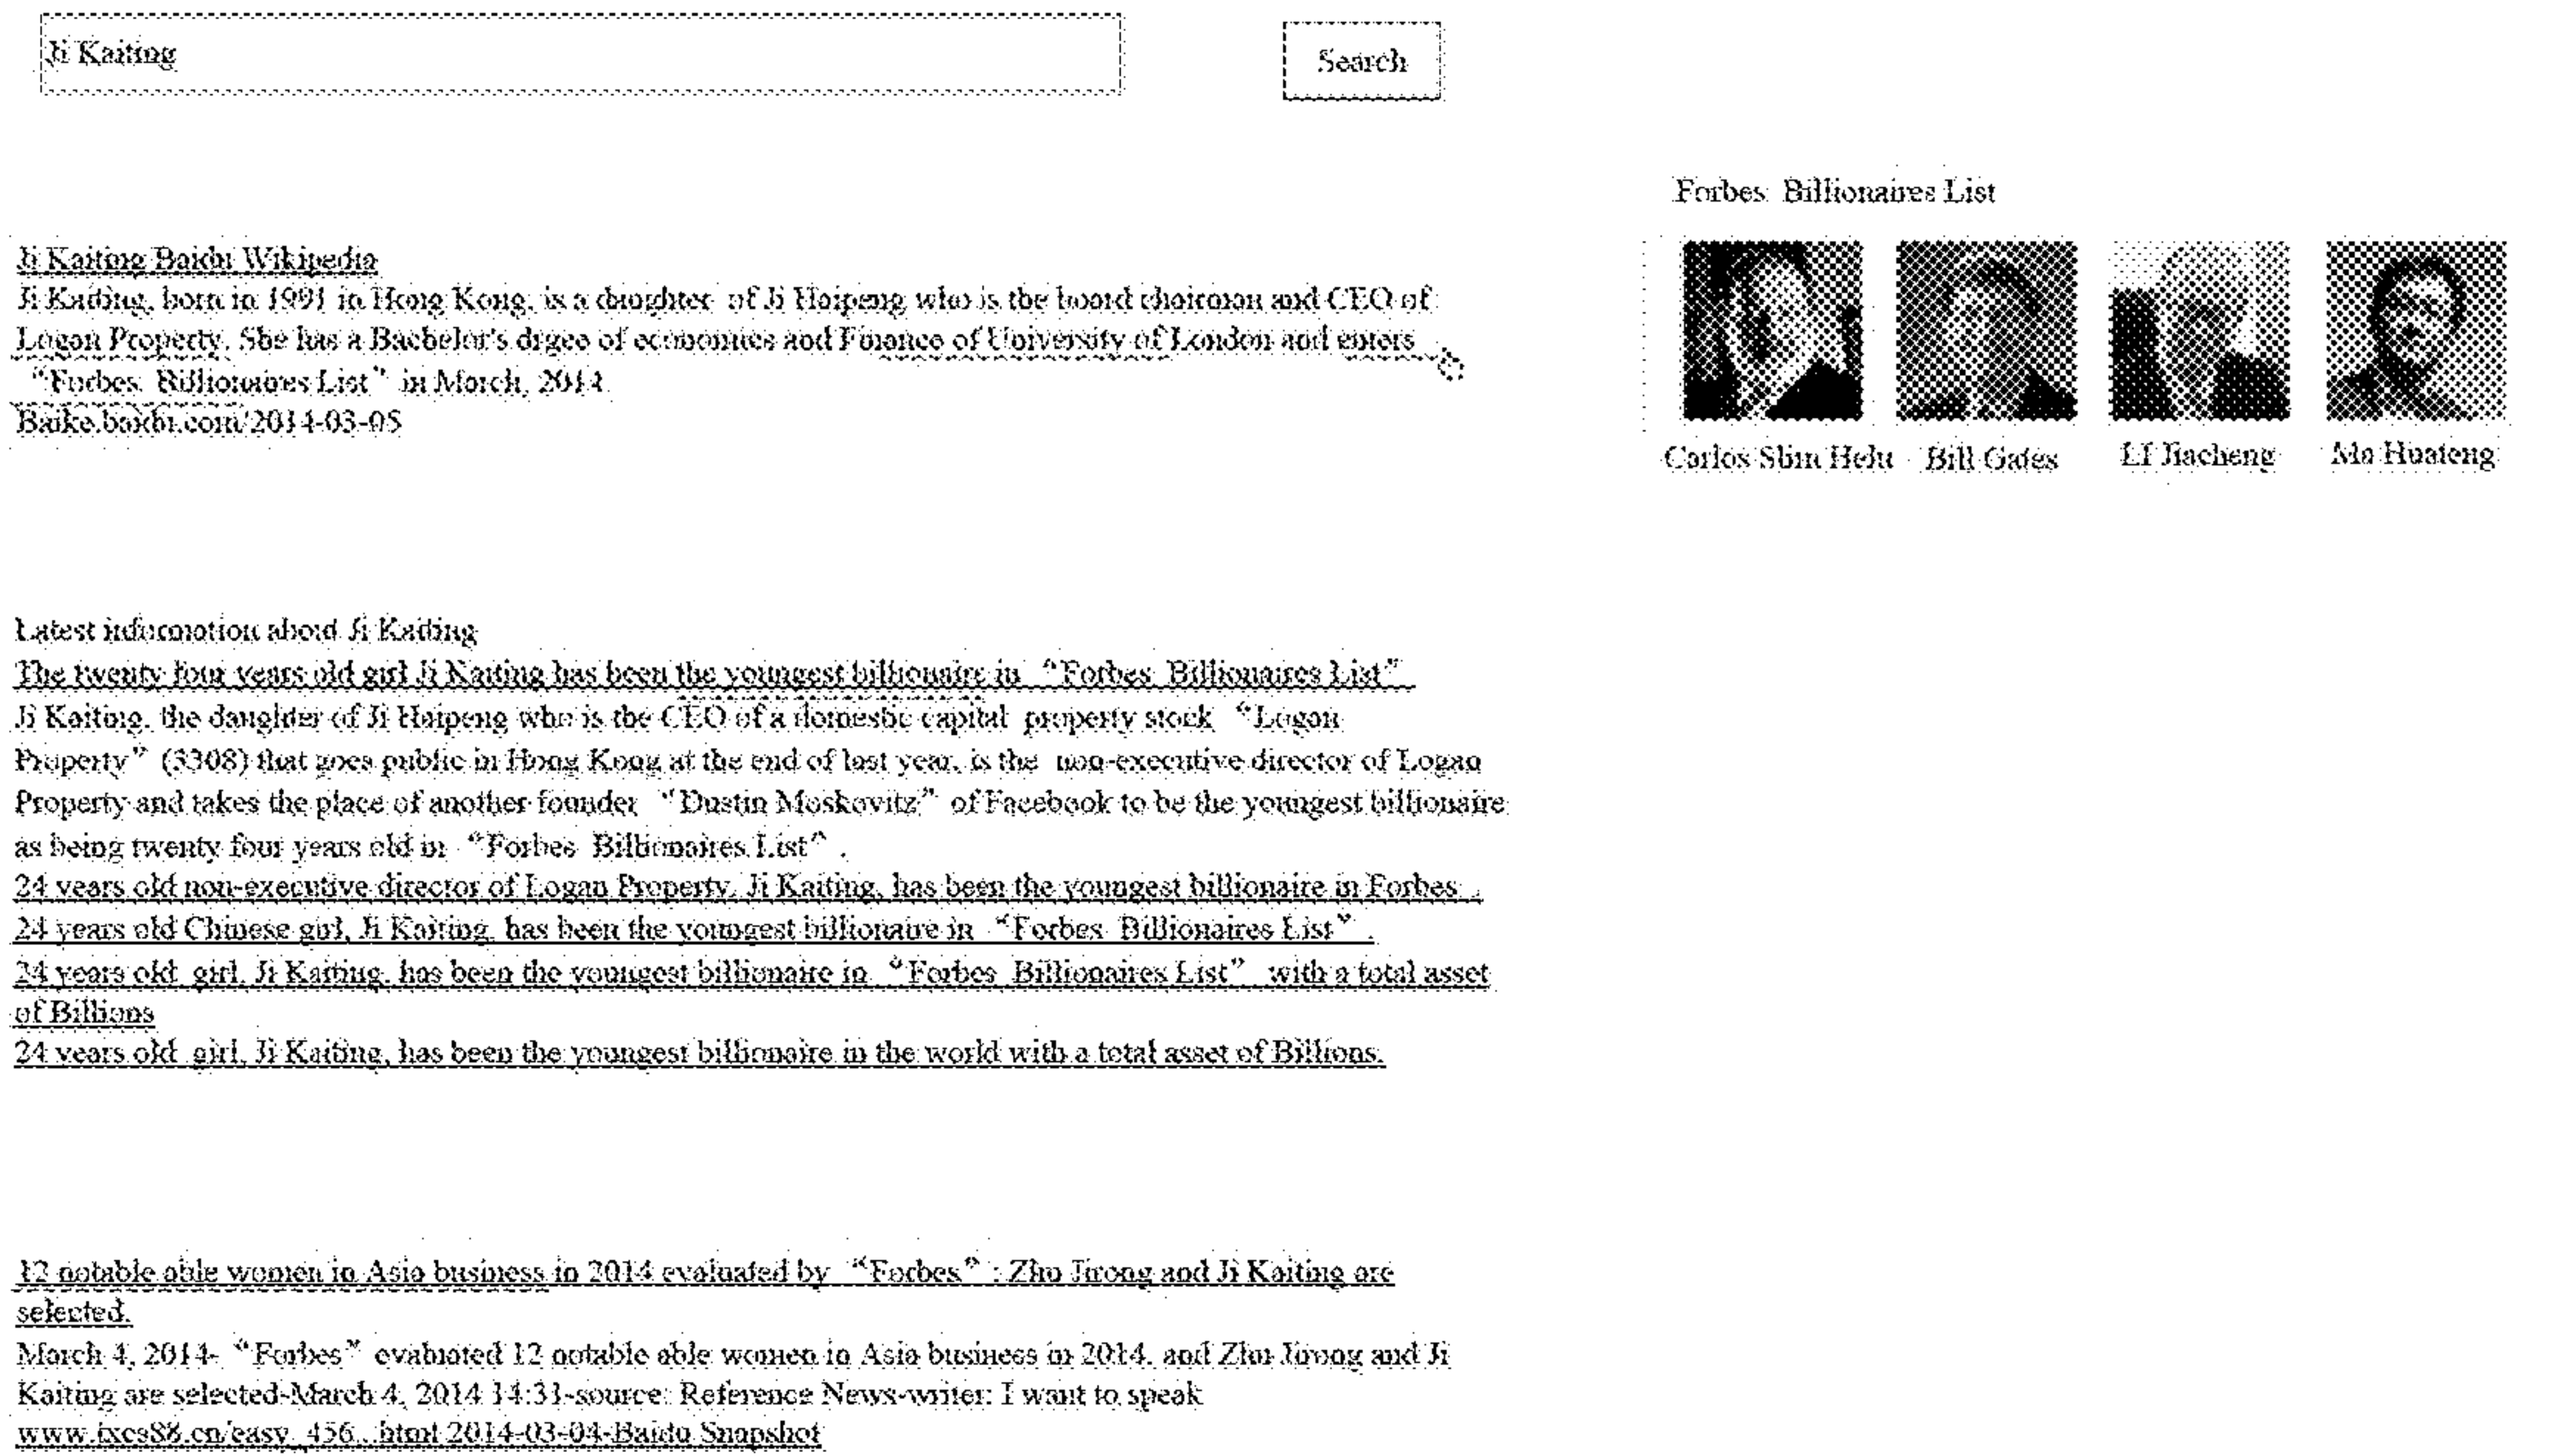 Ji Kaiting
Search
Forbes Billionaires List
Carlos Slim Helu
Bill Gates
LI Jiacheng
Ma Huateng
Ji Kaiting Baidu Wikipedia
Ji Kaiting, born in 1991 in Hong Kong, is a daughter of Ji Haipeng who is the board chairman and CEO of
Logan Property. She has a Bachelor's drgee of economics and Finance of University of London and enters
“Forbes Billionaires List” in March, 2014
Baike.baidu.com/2014-03-05
Latest information about Ji Kaiting
The twenty four years old girl Ji Kaiting has been the youngest billionaire in “Forbes Billionaires List”
Ji Kaiting, the daughter of Ji Haipeng who is the CEO of a domestic capital property stock “Logan
Property” (3308) that goes public in Hong Kong at the end of last year, is the non-executive director of Logan
Property and takes the place of another founder “Dustin Moskovitz” of Facebook to be the youngest billionaire
as being twenty four years old in “Forbes Billionaires List”.
24 years old non-executive director of Logan Property, Ji Kaiting, has been the youngest billionaire in Forbes .
24 years old Chinese girl, Ji Kaiting, has been the youngest billionaire in “Forbes Billionaires List”.
24 years old girl, Ji Kaiting, has been the youngest billionaire in “Forbes Billionaires List” with a total asset
of Billions
24 years old girl, Ji Kaiting, has been the youngest billionaire in the world with a total asset of Billions.
12 notable able women in Asia business in 2014 evaluated by “Forbes”: Zhu Jirong and Ji Kaiting are
selected.
March 4, 2014- “Forbes” evaluated 12 notable able women in Asia business in 2014, and Zhu Jirong and Ji
Kaiting are selected-March 4, 2014 14:31-source: Reference News-writer: I want to speak
www.txcs88.cn/easy_456...html 2014-03-04-Baidu Snapshot